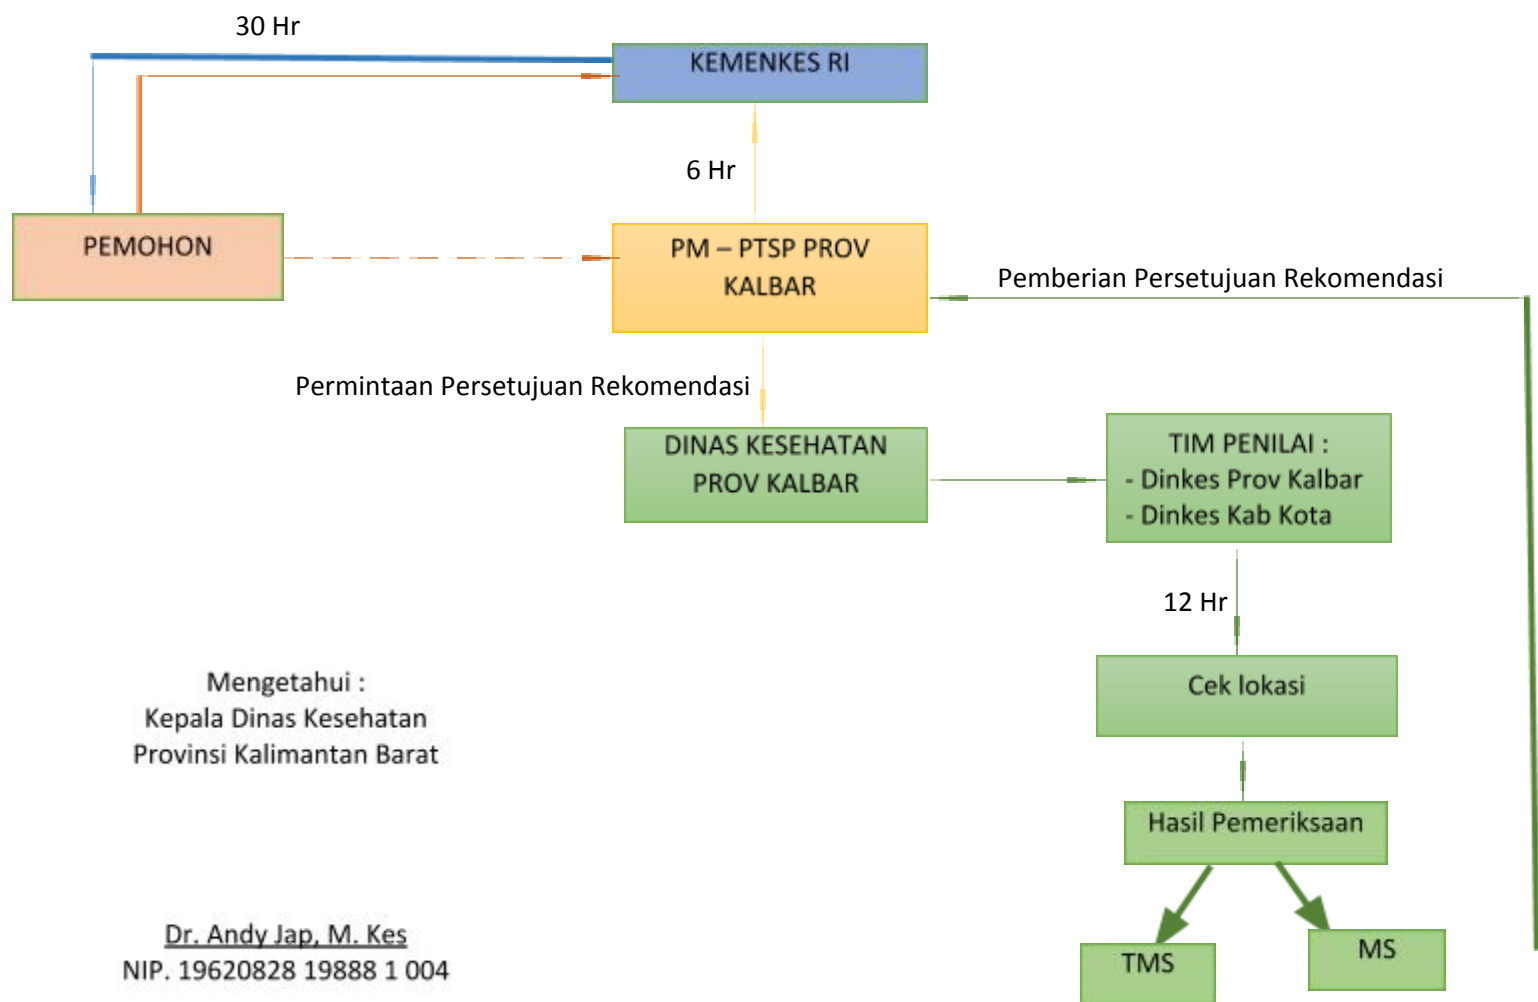 30 Hr
KEMENKES RI
6 Hr
PEMOHON
PM – PTSP PROV
KALBAR
Pemberian Persetujuan Rekomendasi
Permintaan Persetujuan Rekomendasi
DINAS KESEHATAN
PROV KALBAR
TIM PENILAI :
- Dinkes Prov Kalbar
- Dinkes Kab Kota
12 Hr
Cek lokasi
Hasil Pemeriksaan
TMS
MS
Mengetahui :
Kepala Dinas Kesehatan
Provinsi Kalimantan Barat
Dr. Andy Jap, M. Kes
NIP. 19620828 19888 1 004